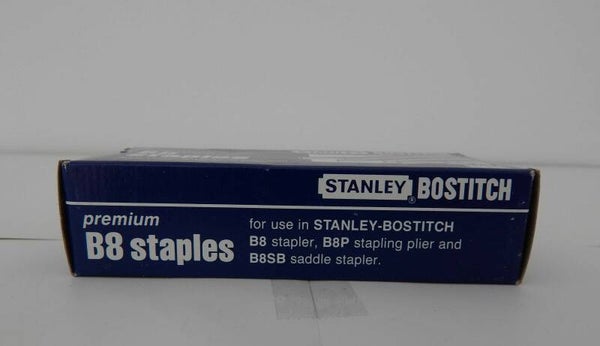 STANLEY BOSTITCH
premium
B8 staples
for use in STANLEY-BOSTITCH
B8 stapler, B8P stapling plier and
B8SB saddle stapler.